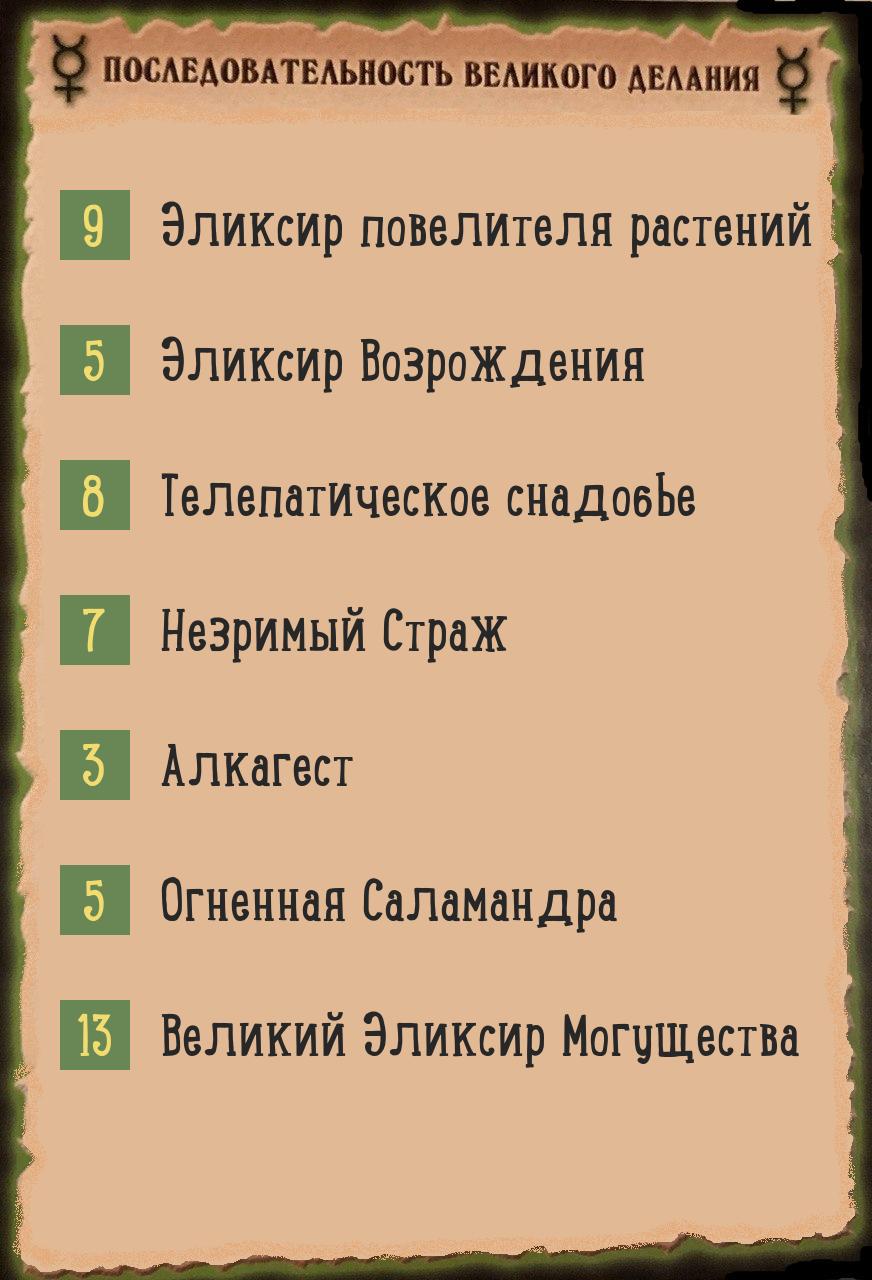 ПОСЛЕДОВАТЕЛЬНОСТЬ ВЕЛИКОГО ДЕЛАНИЯ
9 Эликсир повелителя растений
5 Эликсир Возрождения
8 Телепатическое снадобье
7 Незримый Страж
3 Алкагест
5 Огненная Саламандра
13 Великий Эликсир Могущества